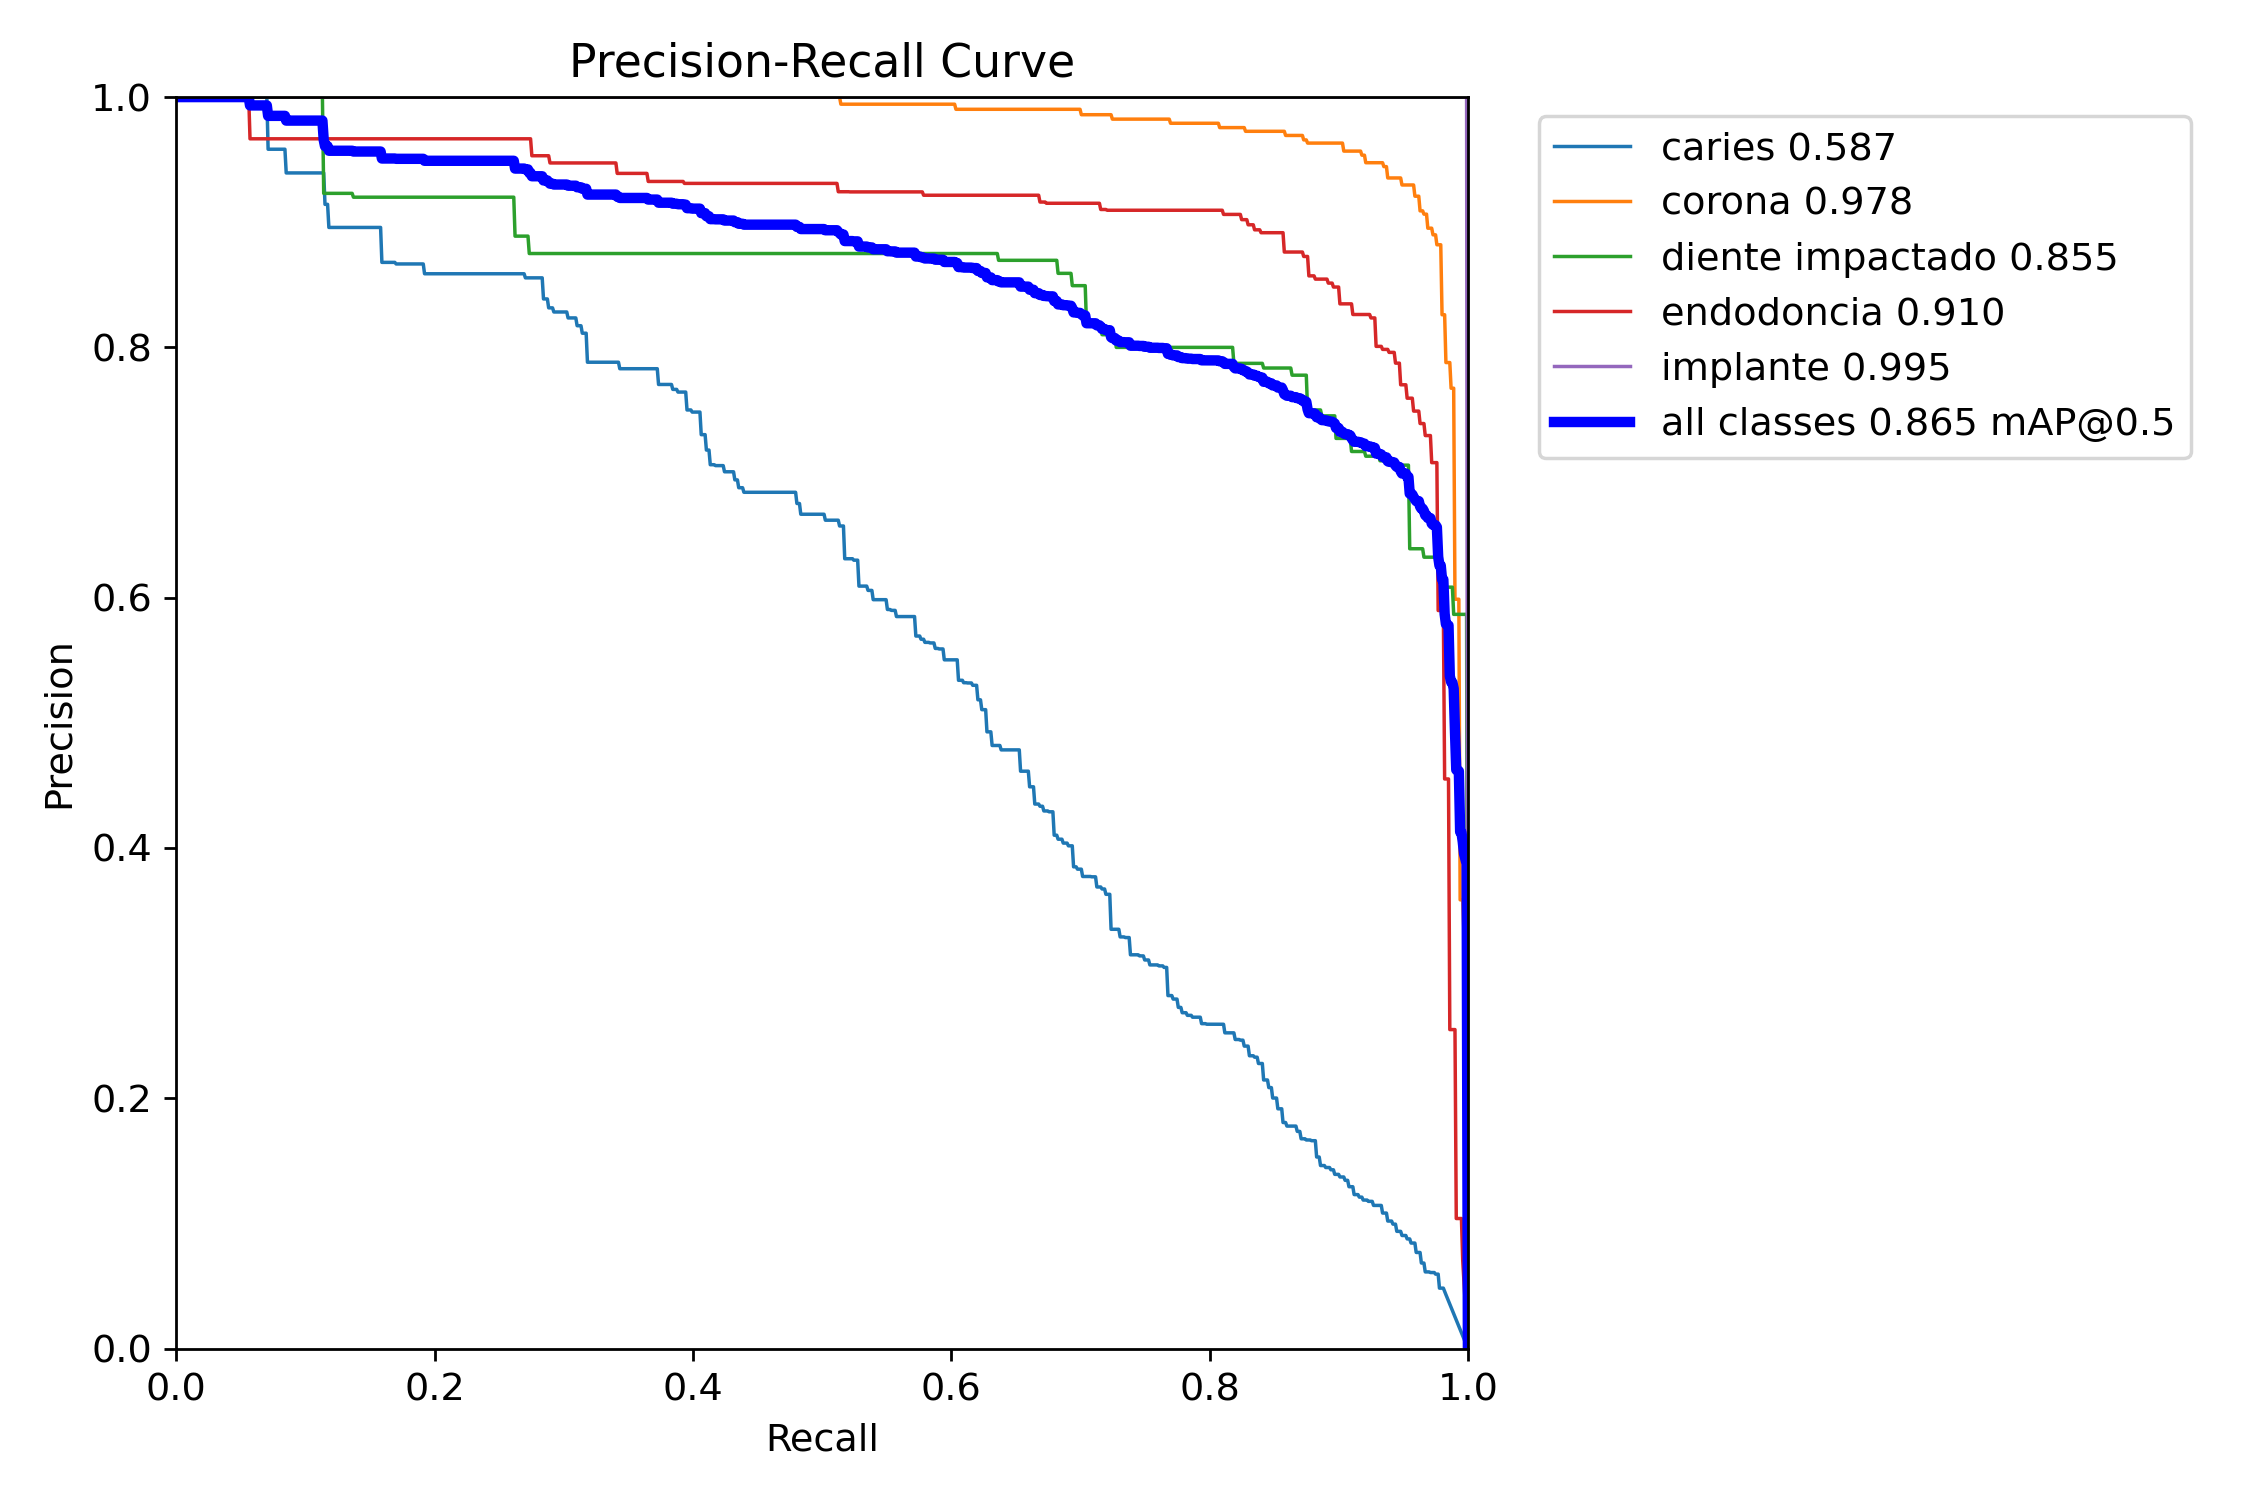 Precision-Recall Curve
1.0
0.8
0.6
0.4
0.2
0.0
Precision
0.0 0.2 0.4 0.6 0.8 1.0
Recall
caries 0.587
corona 0.978
diente impactado 0.855
endodoncia 0.910
implante 0.995
all classes 0.865 mAP@0.5